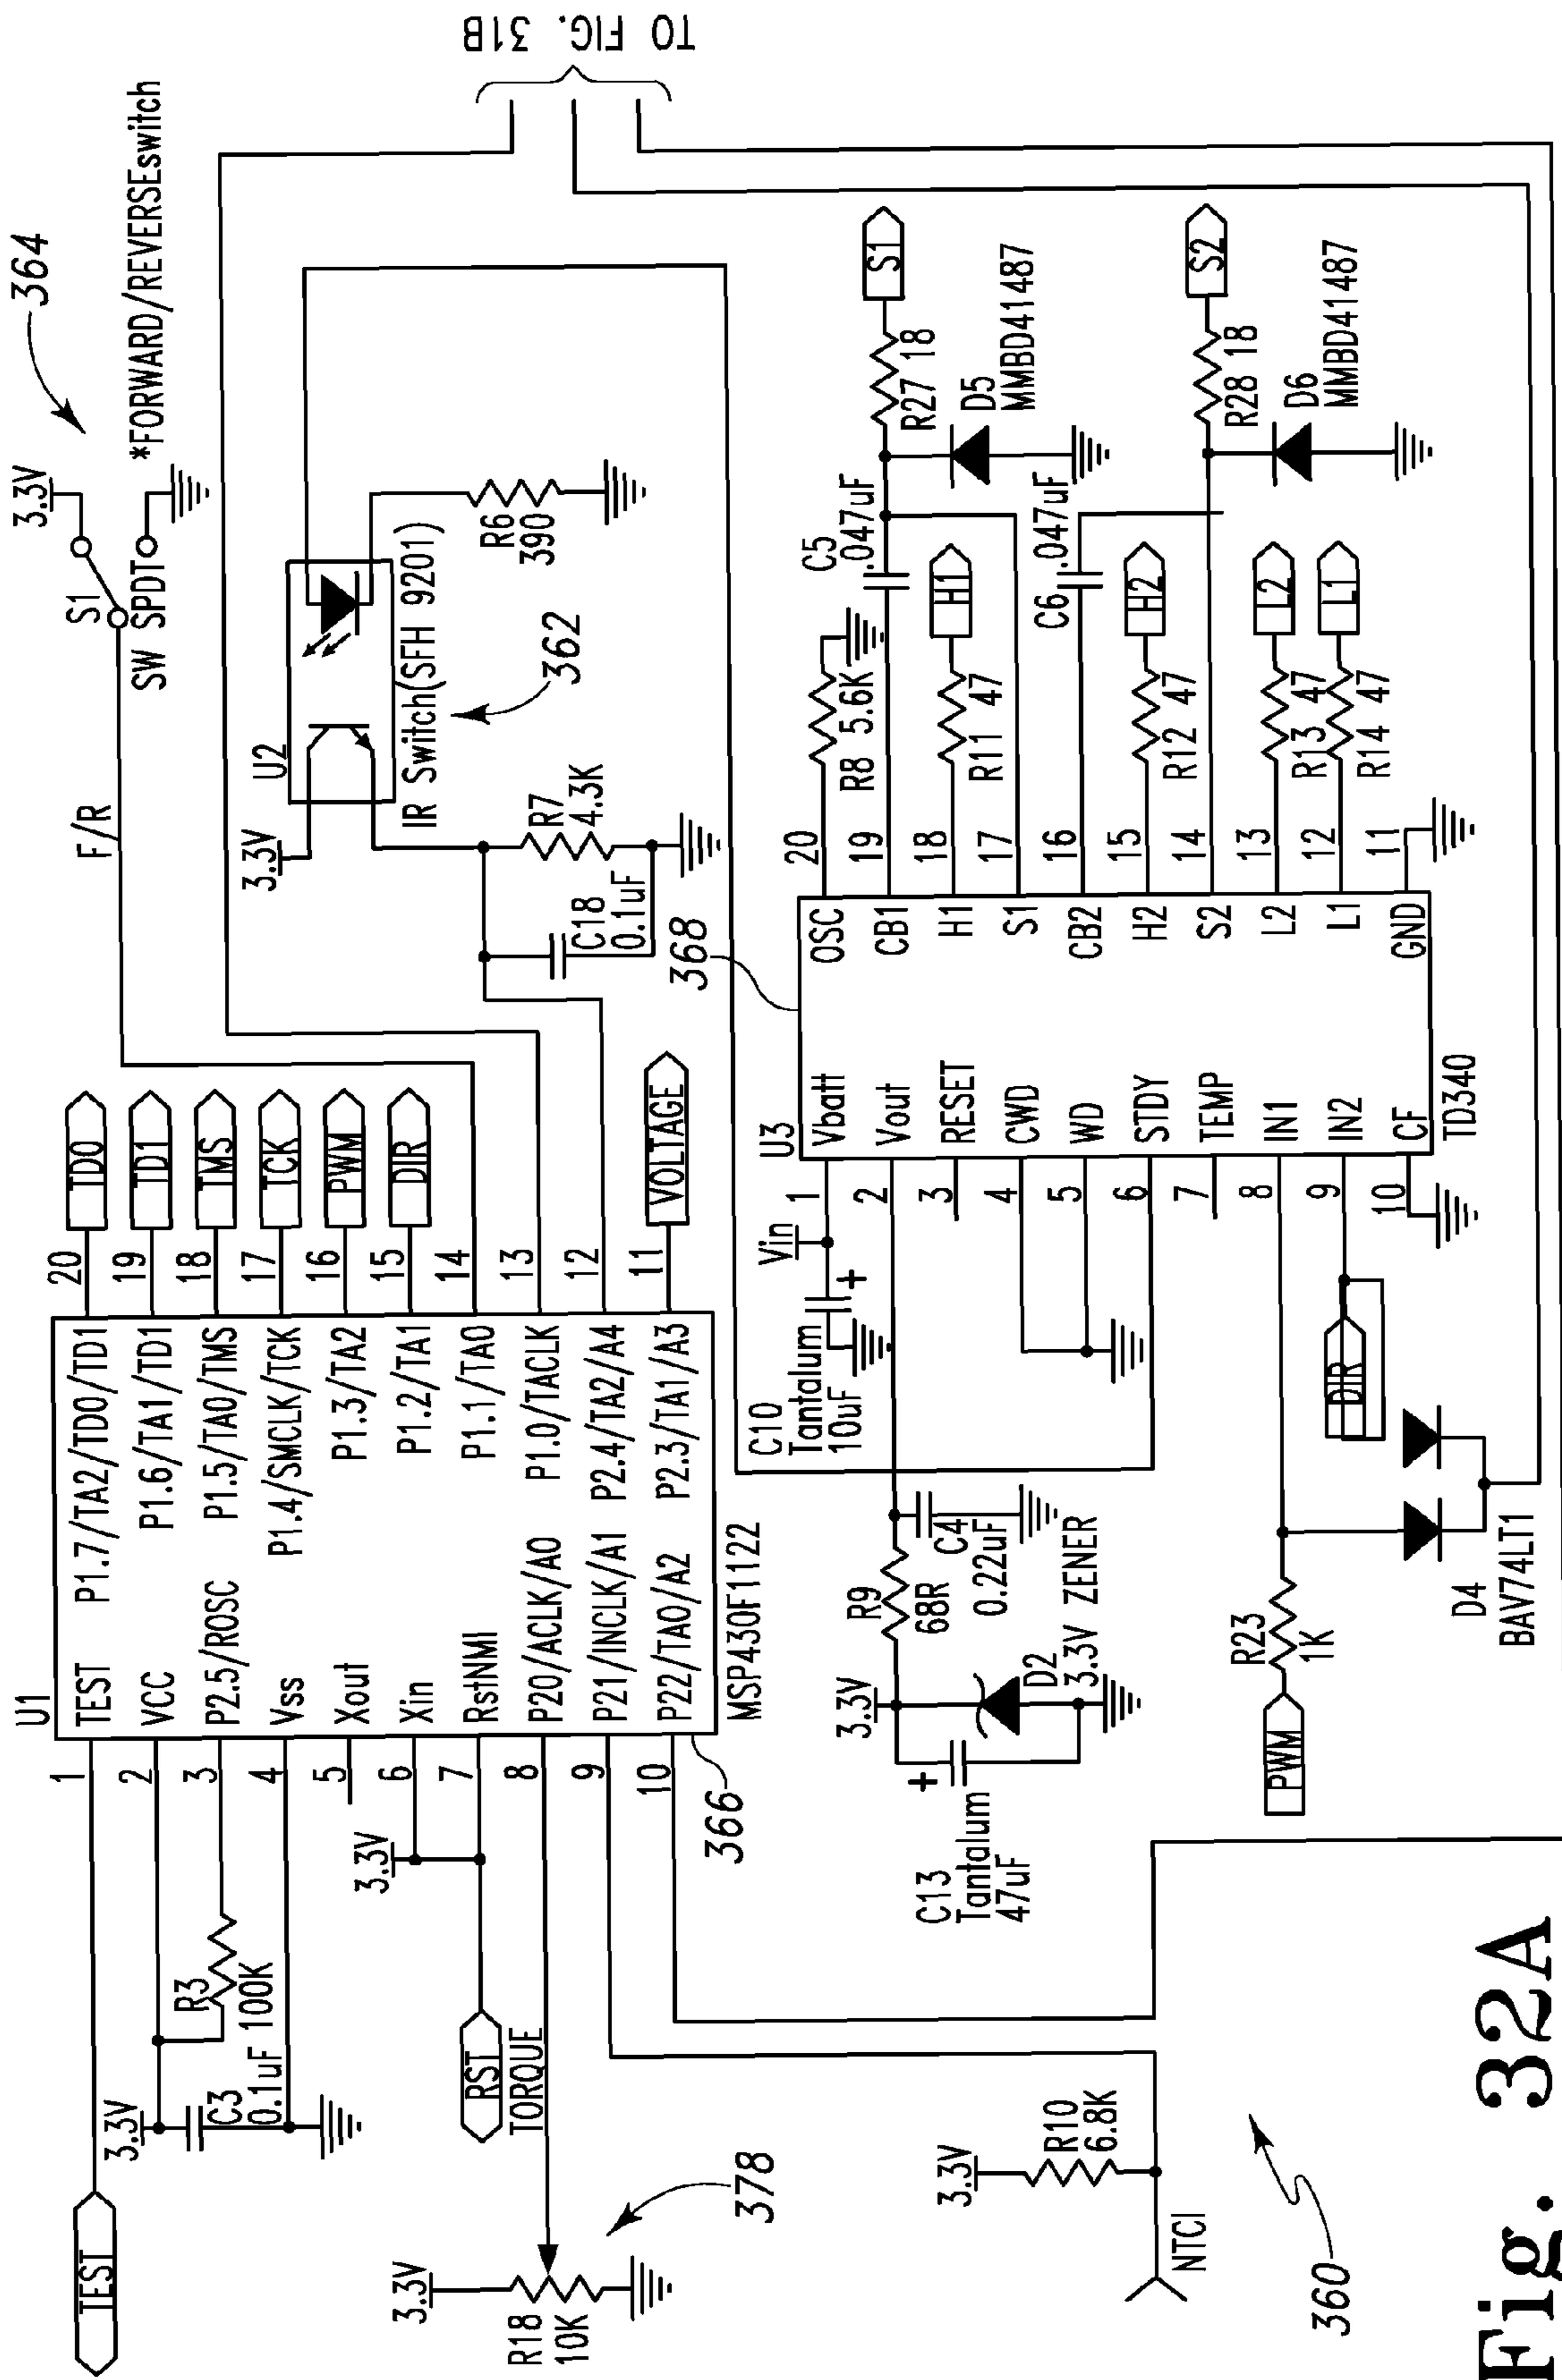 364
3.3V
S1
SW SPDT
*FORWARD/REVERSEswitch
F/R
TO FIG. 31B
U1
TEST
VCC
P2.5/ROSC
Vss
Xout
Xin
RstNMI
P20/ACLK/A0
P21/INCLK/A1
P22/TA0/A2
P1.7/TA2/TD0/TD1
P1.6/TA1/TD1
P1.5/TA0/TMS
P1.4/SMCLK/TCK
P1.3/TA2
P1.2/TA1
P1.1/TA0
P1.0/TACLK
P2.4/TA2/A4
P2.3/TA1/A3
MSP430F1122
366
1
2
3
4
5
6
7
8
9
10
20
19
18
17
16
15
14
13
12
11
TD0
TD1
TMS
TCK
PWM
DIR
VOLTAGE
TEST
3.3V
C3
0.1uF
R3
100K
3.3V
RST
TORQUE
3.3V
R18
10K
378
3.3V
R10
6.8K
NTCI
360
3.3V
U2
IR Switch(SFH 9201)
362
R6
390
R7
4.3K
C18
0.1uF
368
U3
Vbatt
Vout
RESET
CWD
WD
STDY
TEMP
IN1
IN2
CF
OSC
CB1
H1
S1
CB2
H2
S2
L2
L1
GND
TD340
1
2
3
4
5
6
7
8
9
10
20
19
18
17
16
15
14
13
12
11
Vin
+
C10
Tantalum
10uF
3.3V
R9
68R
C4
0.22uF
D2
3.3V ZENER
+
C13
Tantalum
47uF
PWM
R23
1K
D4
BAV74LT1
DIR
R8 5.6K
C5
.047uF
R27 18
S1
D5
MMBD41487
H1
R11 47
C6
.047uF
H2
R12 47
R28 18
S2
D6
MMBD41487
L2
R13 47
L1
R14 47
Fig. 32A